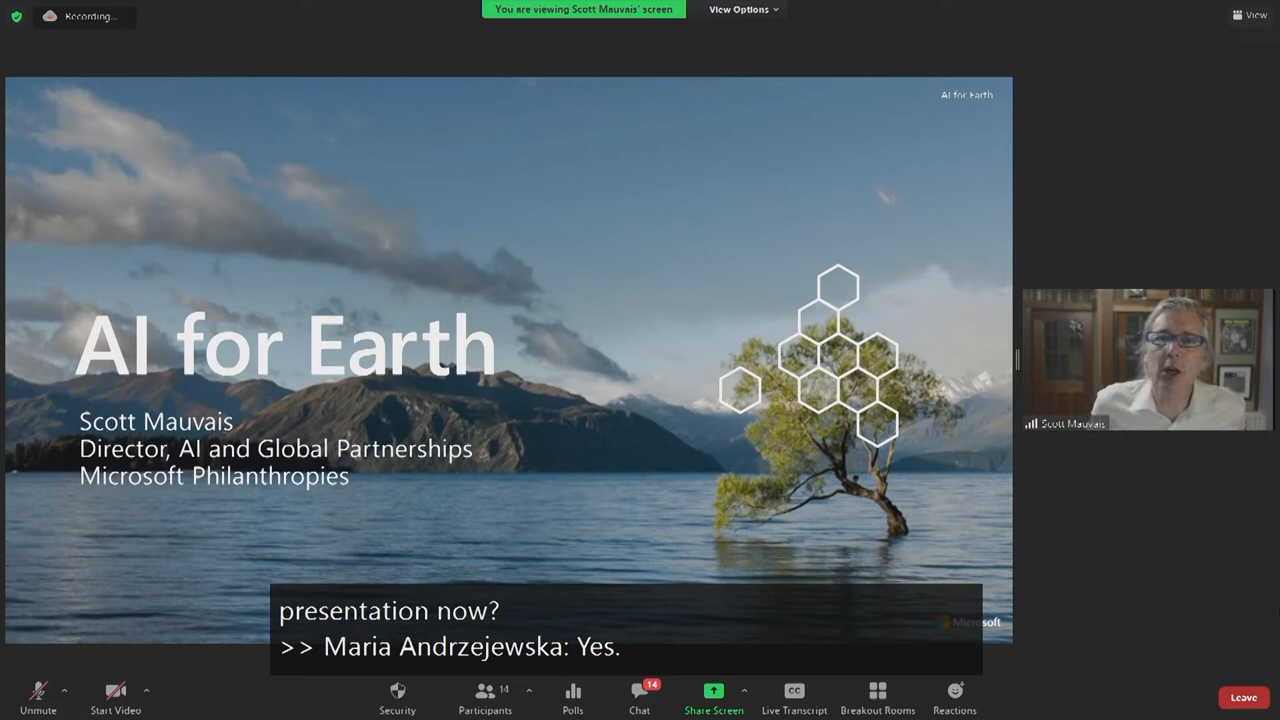 Recording...
You are viewing Scott Mauvais' screen
View Options
View
AI for Earth
AI for Earth
Scott Mauvais
Director, AI and Global Partnerships
Microsoft Philanthropies
Scott Mauvais
presentation now?
>> Maria Andrzejewska: Yes.
Microsoft
Unmute
Start Video
Security
Participants
14
Polls
Chat
14
Share Screen
CC
Live Transcript
Breakout Rooms
Reactions
Leave